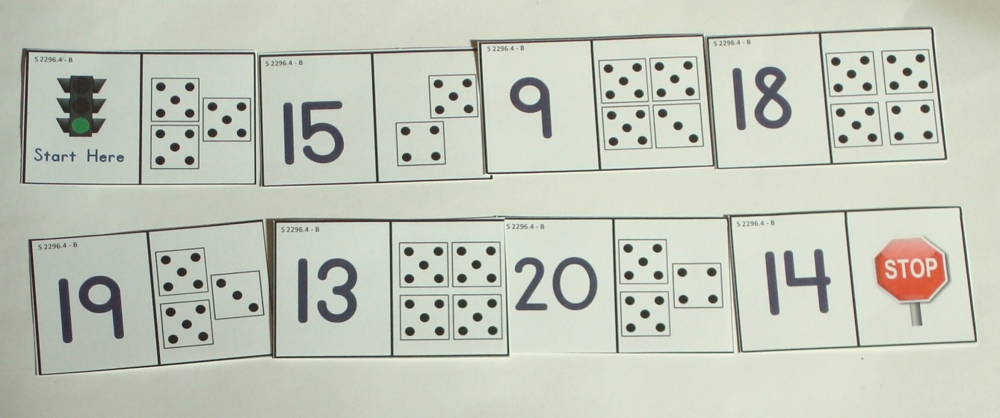 S 2296.4 - B
Start Here
S 2296.4 - B
15
S 2296.4 - B
9
S 2296.4 - B
18
S 2296.4 - B
19
S 2296.4 - B
13
S 2296.4 - B
20
S 2296.4 - B
14
STOP